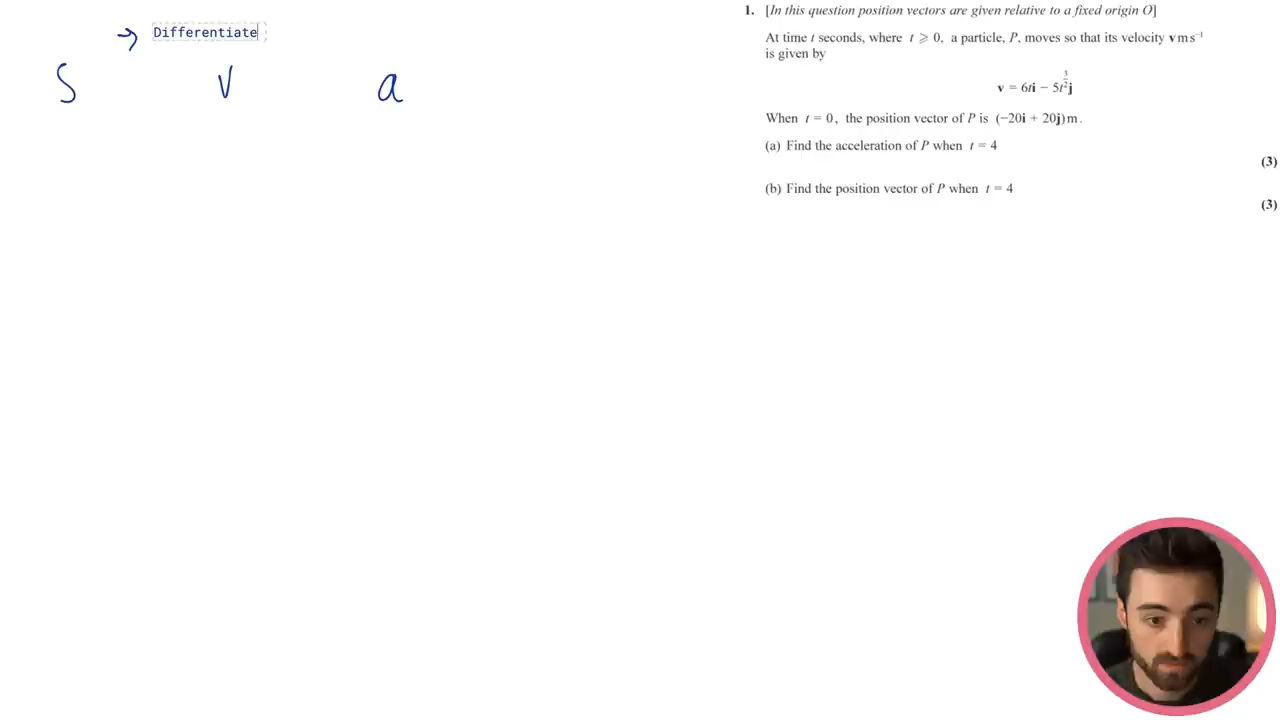 → Differentiate
S v a
1. [In this question position vectors are given relative to a fixed origin O]
At time t seconds, where t ⩾ 0, a particle, P, moves so that its velocity v m s⁻¹
is given by
v = 6ti − 5t^(3/2)j
When t = 0, the position vector of P is (−20i + 20j) m.
(a) Find the acceleration of P when t = 4
(3)
(b) Find the position vector of P when t = 4
(3)